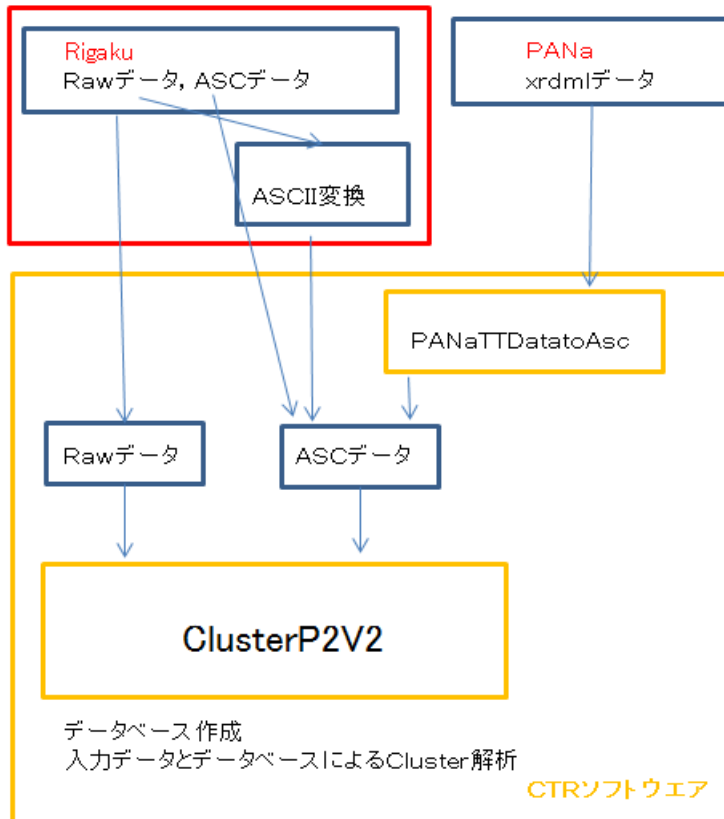 Rigaku
Rawデータ, ASCデータ
PANa
xrdmlデータ
ASCII変換
PANaTTDatatoAsc
Rawデータ
ASCデータ
ClusterP2V2
データベース作成
入力データとデータベースによるCluster解析
CTRソフトウエア